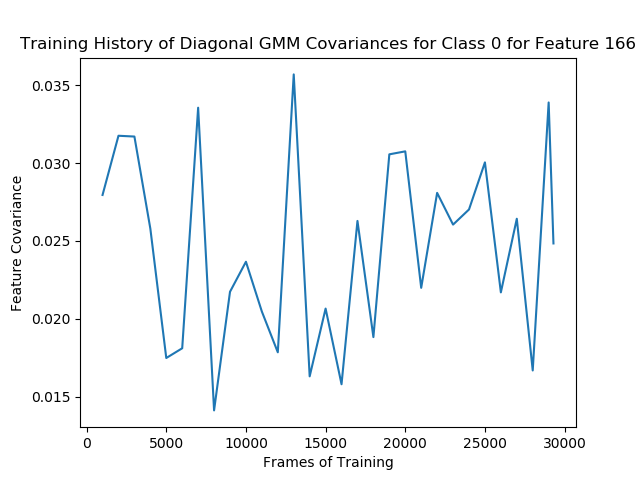 Training History of Diagonal GMM Covariances for Class 0 for Feature 166
0.035
0.030
0.025
0.020
0.015
Feature Covariance
0 5000 10000 15000 20000 25000 30000
Frames of Training